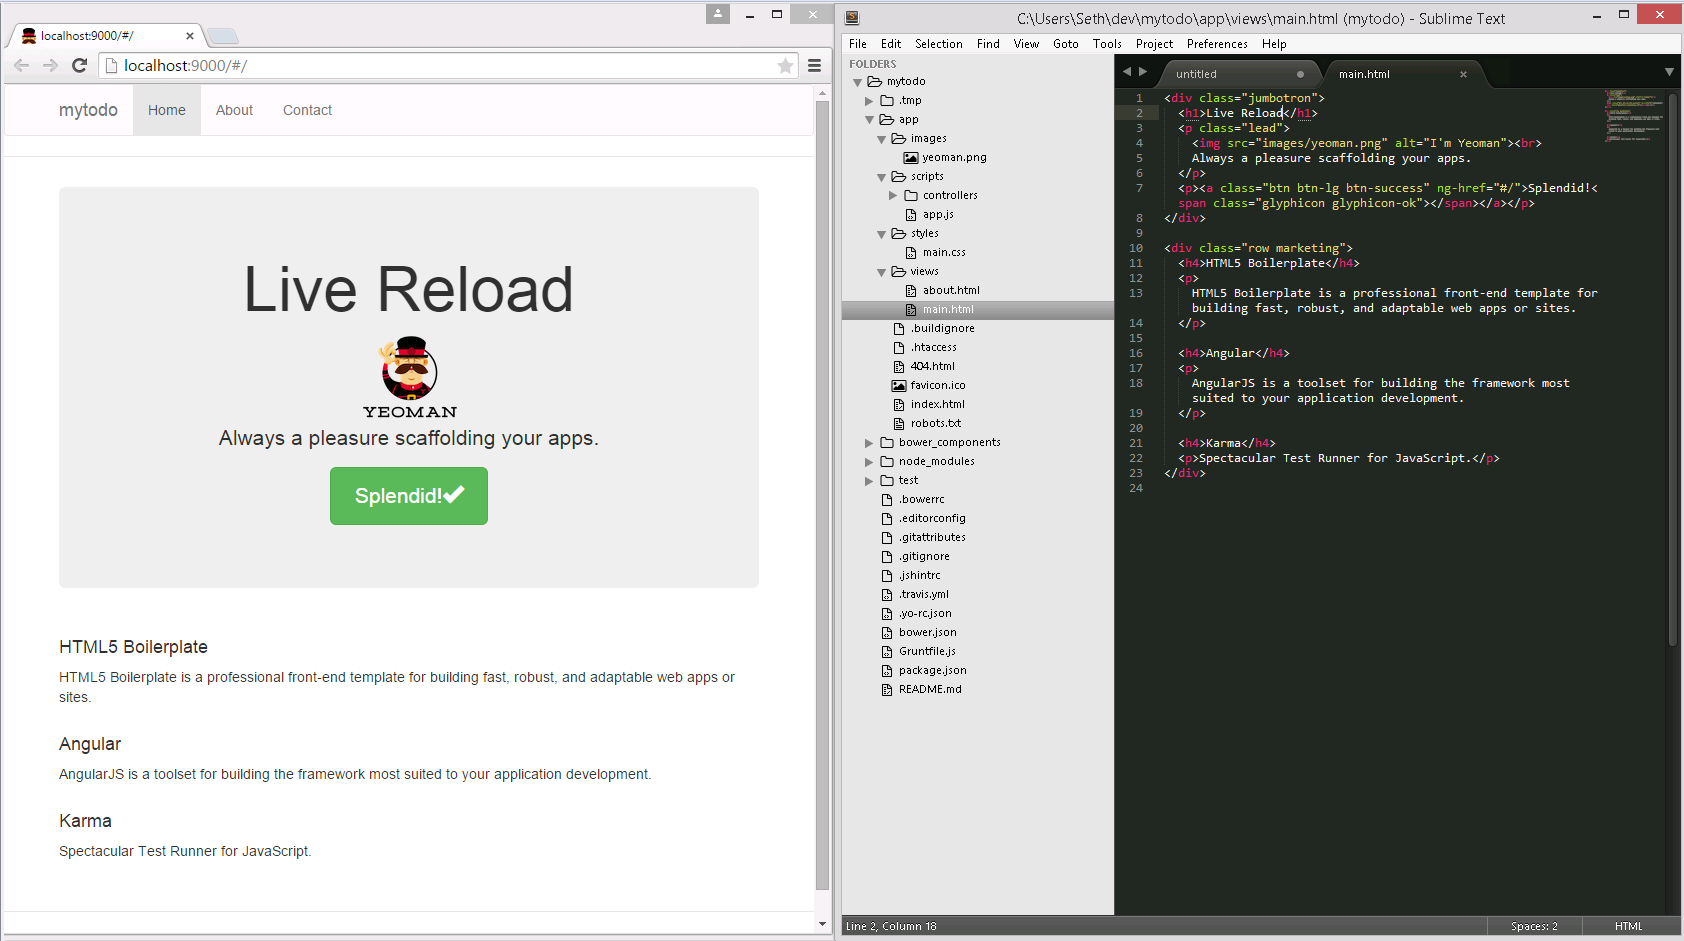 localhost:9000/#/
localhost:9000/#/
mytodo Home About Contact
Live Reload
YEOMAN
Always a pleasure scaffolding your apps.
Splendid!
HTML5 Boilerplate
HTML5 Boilerplate is a professional front-end template for building fast, robust, and adaptable web apps or
sites.
Angular
AngularJS is a toolset for building the framework most suited to your application development.
Karma
Spectacular Test Runner for JavaScript.
C:\Users\Seth\dev\mytodo\app\views\main.html (mytodo) - Sublime Text
File Edit Selection Find View Goto Tools Project Preferences Help
FOLDERS
mytodo
.tmp
app
images
yeoman.png
scripts
controllers
app.js
styles
main.css
views
about.html
main.html
.buildignore
.htaccess
404.html
favicon.ico
index.html
robots.txt
bower_components
node_modules
test
.bowerrc
.editorconfig
.gitattributes
.gitignore
.jshintrc
.travis.yml
.yo-rc.json
bower.json
Gruntfile.js
package.json
README.md
untitled main.html
1 <div class="jumbotron">
2 <h1>Live Reload</h1>
3 <p class="lead">
4 <img src="images/yeoman.png" alt="I'm Yeoman"><br>
5 Always a pleasure scaffolding your apps.
6 </p>
7 <p><a class="btn btn-lg btn-success" ng-href="#/">Splendid!<
span class="glyphicon glyphicon-ok"></span></a></p>
8 </div>
9
10 <div class="row marketing">
11 <h4>HTML5 Boilerplate</h4>
12 <p>
13 HTML5 Boilerplate is a professional front-end template for
building fast, robust, and adaptable web apps or sites.
14 </p>
15
16 <h4>Angular</h4>
17 <p>
18 AngularJS is a toolset for building the framework most
suited to your application development.
19 </p>
20
21 <h4>Karma</h4>
22 <p>Spectacular Test Runner for JavaScript.</p>
23 </div>
24
Line 2, Column 18 Spaces: 2 HTML